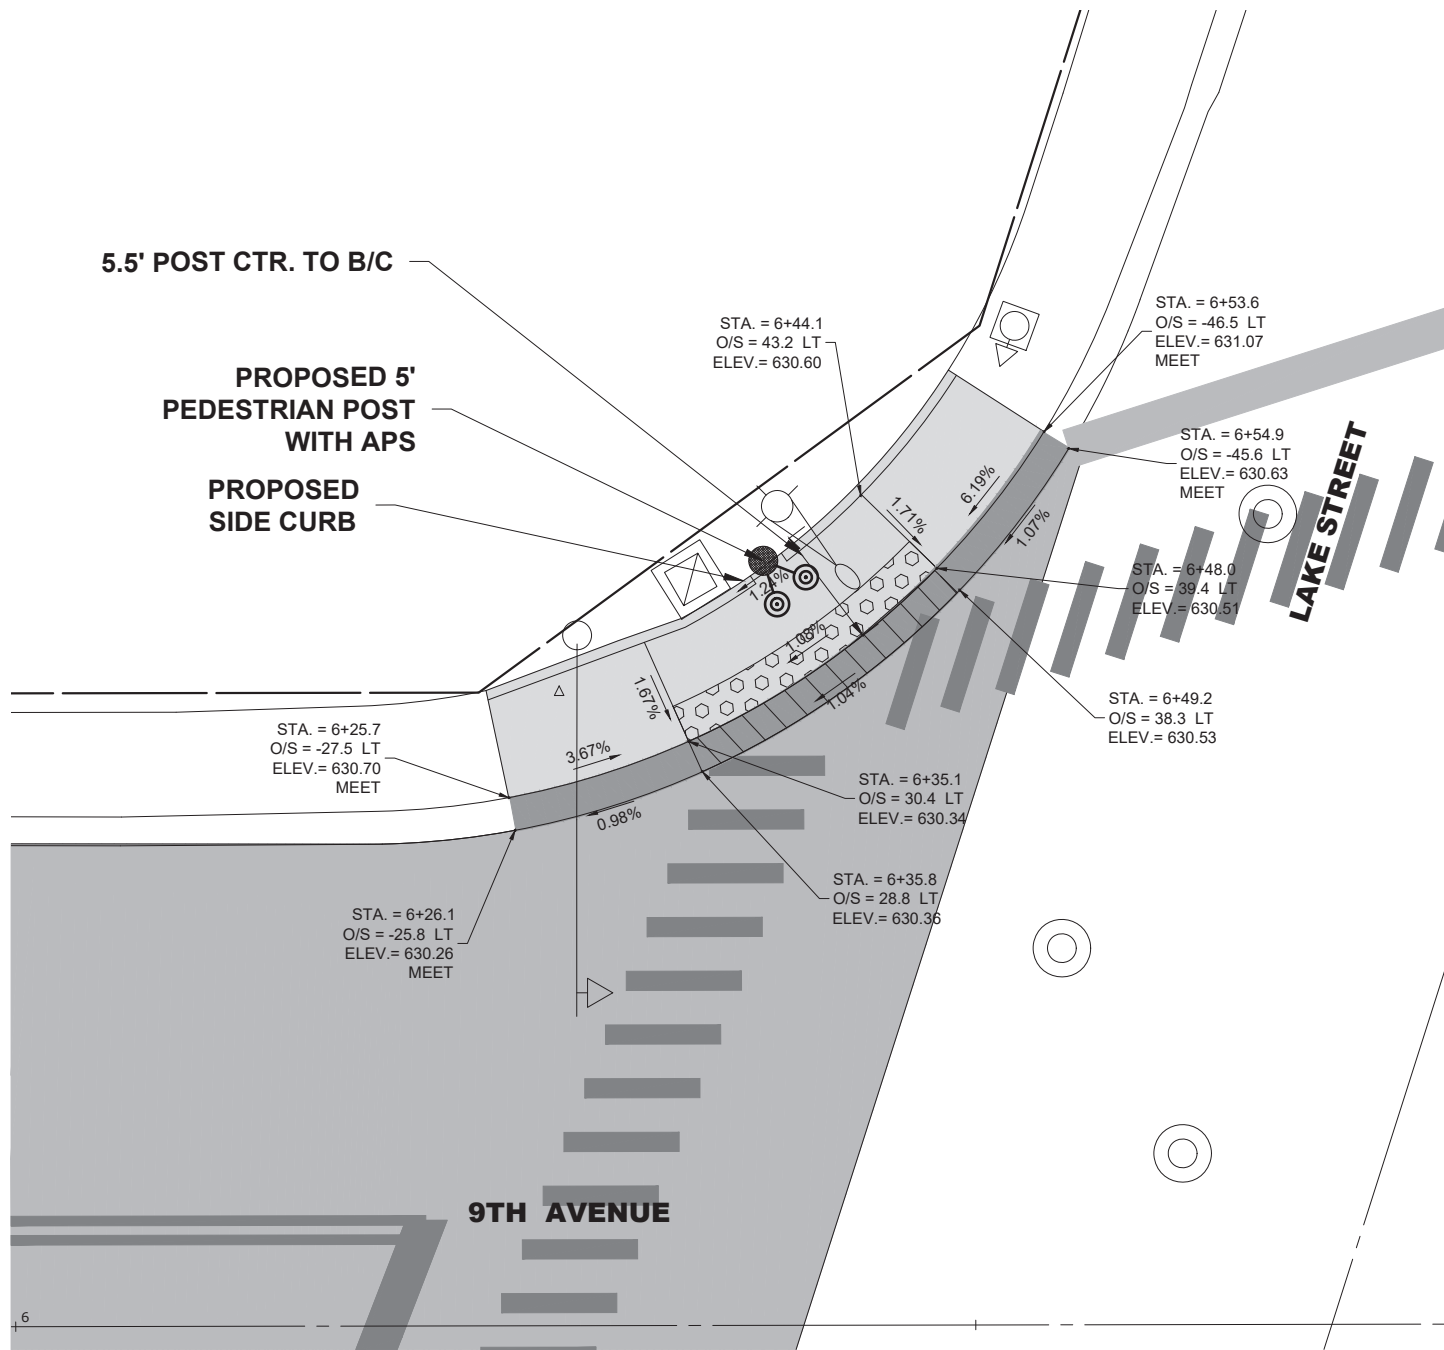 5.5' POST CTR. TO B/C
PROPOSED 5'
PEDESTRIAN POST
WITH APS
PROPOSED
SIDE CURB
STA. = 6+44.1
O/S = 43.2 LT
ELEV.= 630.60
STA. = 6+53.6
O/S = -46.5 LT
ELEV.= 631.07
MEET
STA. = 6+54.9
O/S = -45.6 LT
ELEV.= 630.63
MEET
LAKE STREET
6.19%
1.71%
1.07%
STA. = 6+48.0
O/S = 39.4 LT
ELEV.= 630.51
1.24%
1.08%
1.67%
1.04%
STA. = 6+49.2
O/S = 38.3 LT
ELEV.= 630.53
STA. = 6+25.7
O/S = -27.5 LT
ELEV.= 630.70
MEET
3.67%
0.98%
STA. = 6+35.1
O/S = 30.4 LT
ELEV.= 630.34
STA. = 6+35.8
O/S = 28.8 LT
ELEV.= 630.36
STA. = 6+26.1
O/S = -25.8 LT
ELEV.= 630.26
MEET
9TH AVENUE
6